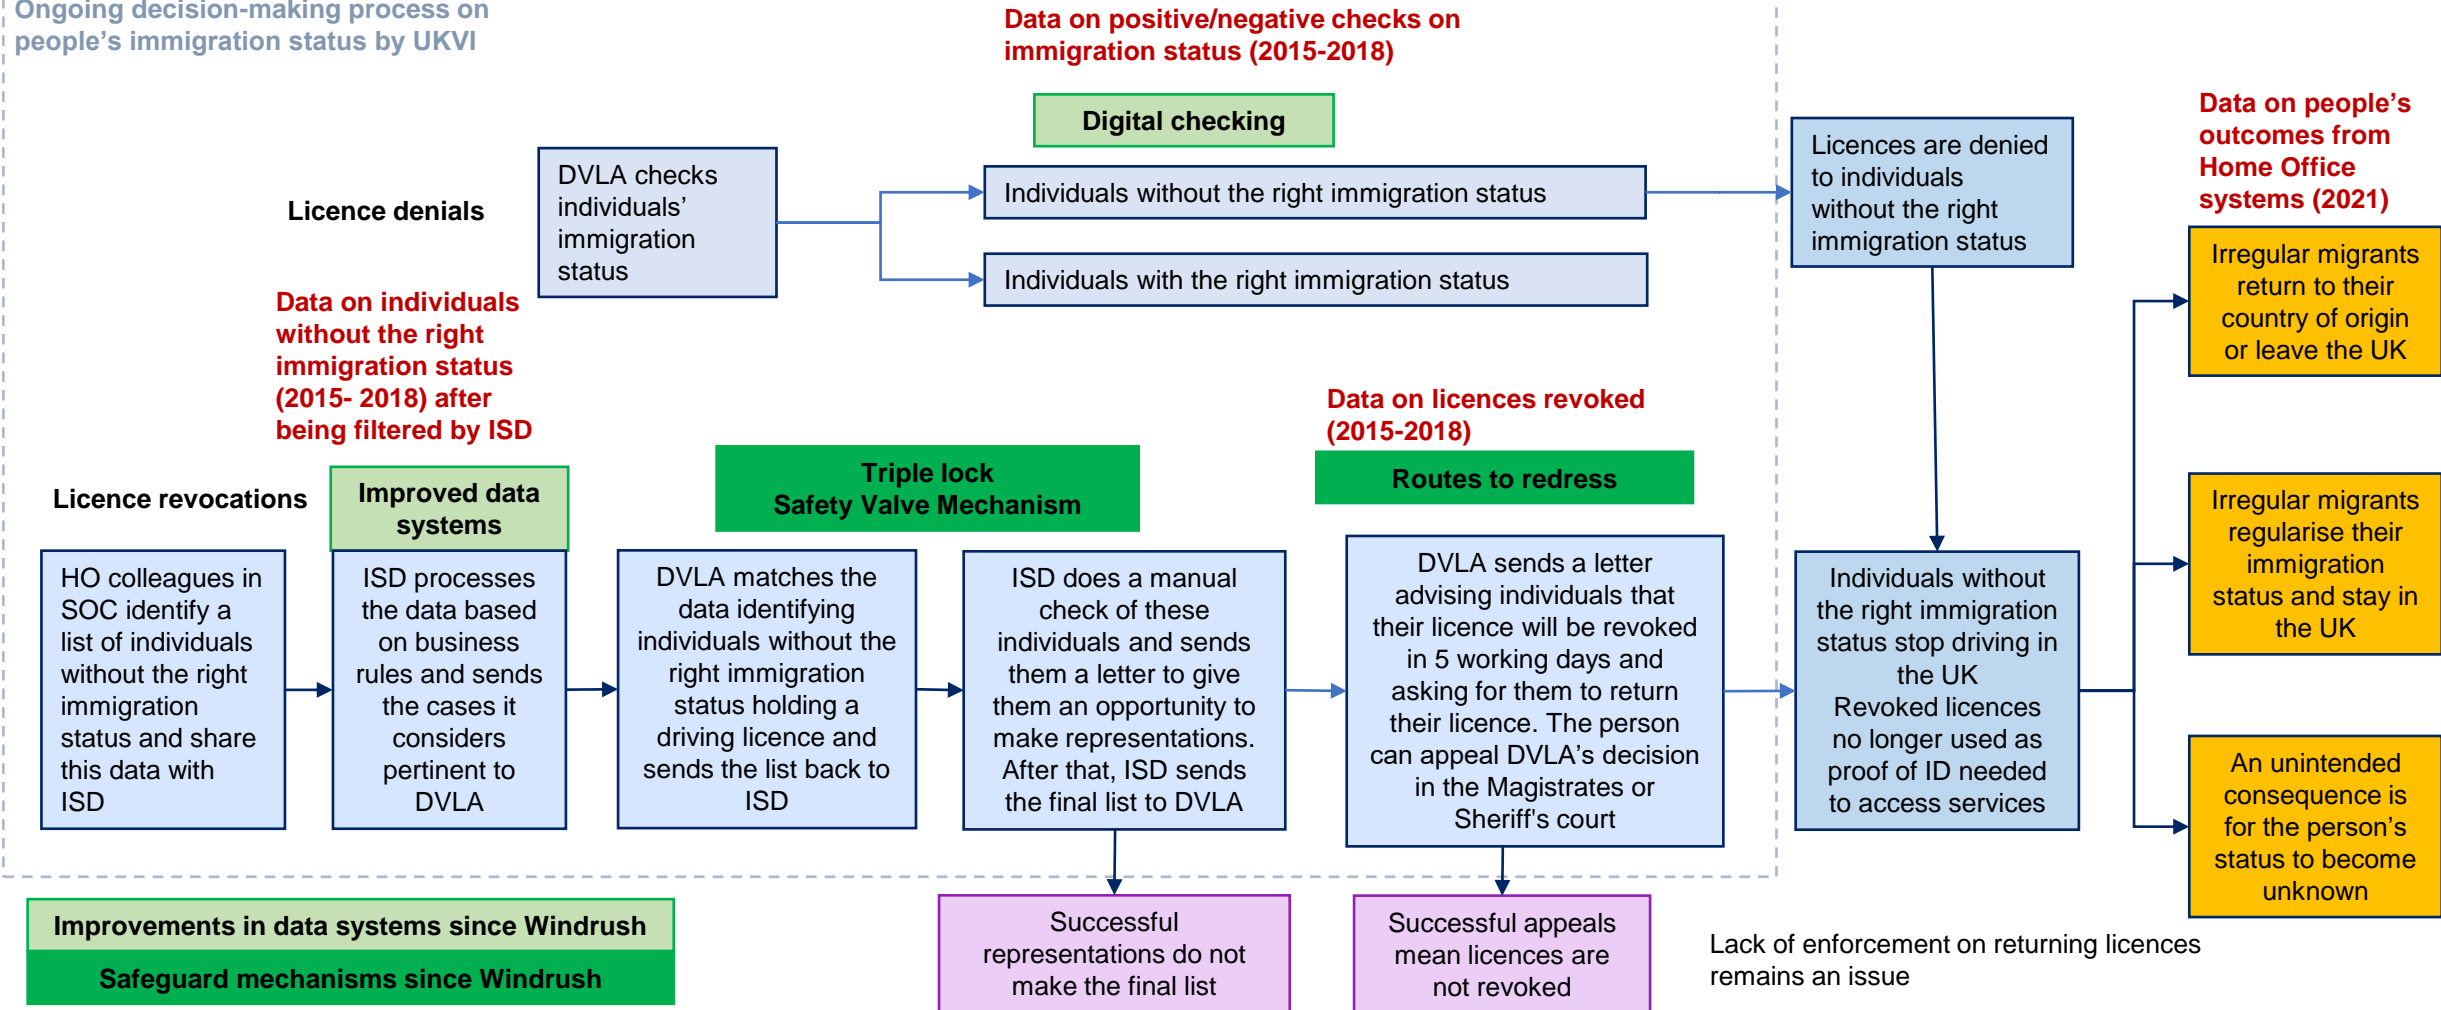 Ongoing decision-making process on
people's immigration status by UKVI
Data on positive/negative checks on
immigration status (2015-2018)
Digital checking
Data on people's
outcomes from
Home Office
systems (2021)
Licence denials
DVLA checks
individuals'
immigration
status
Individuals without the right immigration status
Individuals with the right immigration status
Licences are denied
to individuals
without the right
immigration status
Irregular migrants
return to their
country of origin
or leave the UK
Data on individuals
without the right
immigration status
(2015- 2018) after
being filtered by ISD
Data on licences revoked
(2015-2018)
Triple lock
Safety Valve Mechanism
Routes to redress
Licence revocations
Improved data
systems
HO colleagues in
SOC identify a
list of individuals
without the right
immigration
status and share
this data with
ISD
ISD processes
the data based
on business
rules and sends
the cases it
considers
pertinent to
DVLA
DVLA matches the
data identifying
individuals without the
right immigration
status holding a
driving licence and
sends the list back to
ISD
ISD does a manual
check of these
individuals and sends
them a letter to give
them an opportunity to
make representations.
After that, ISD sends
the final list to DVLA
DVLA sends a letter
advising individuals that
their licence will be revoked
in 5 working days and
asking for them to return
their licence. The person
can appeal DVLA's decision
in the Magistrates or
Sheriff's court
Individuals without
the right immigration
status stop driving in
the UK
Revoked licences
no longer used as
proof of ID needed
to access services
Irregular migrants
regularise their
immigration
status and stay in
the UK
An unintended
consequence is
for the person's
status to become
unknown
Improvements in data systems since Windrush
Safeguard mechanisms since Windrush
Successful
representations do not
make the final list
Successful appeals
mean licences are
not revoked
Lack of enforcement on returning licences
remains an issue